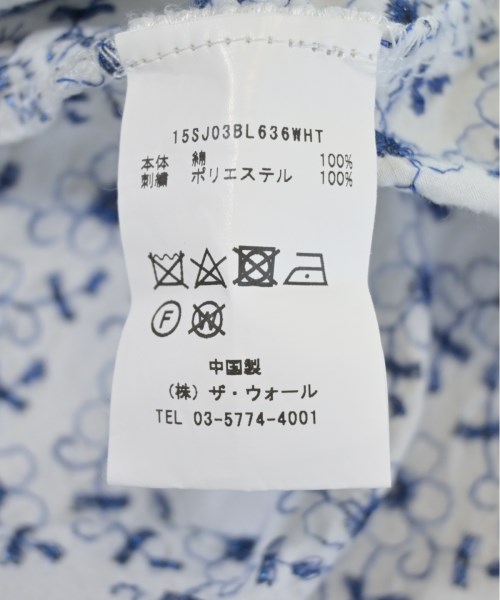 15SJ03BL636WHT
本体 綿 100%
刺繍 ポリエステル 100%
F W
中国製
(株) ザ・ウォール
TEL 03-5774-4001